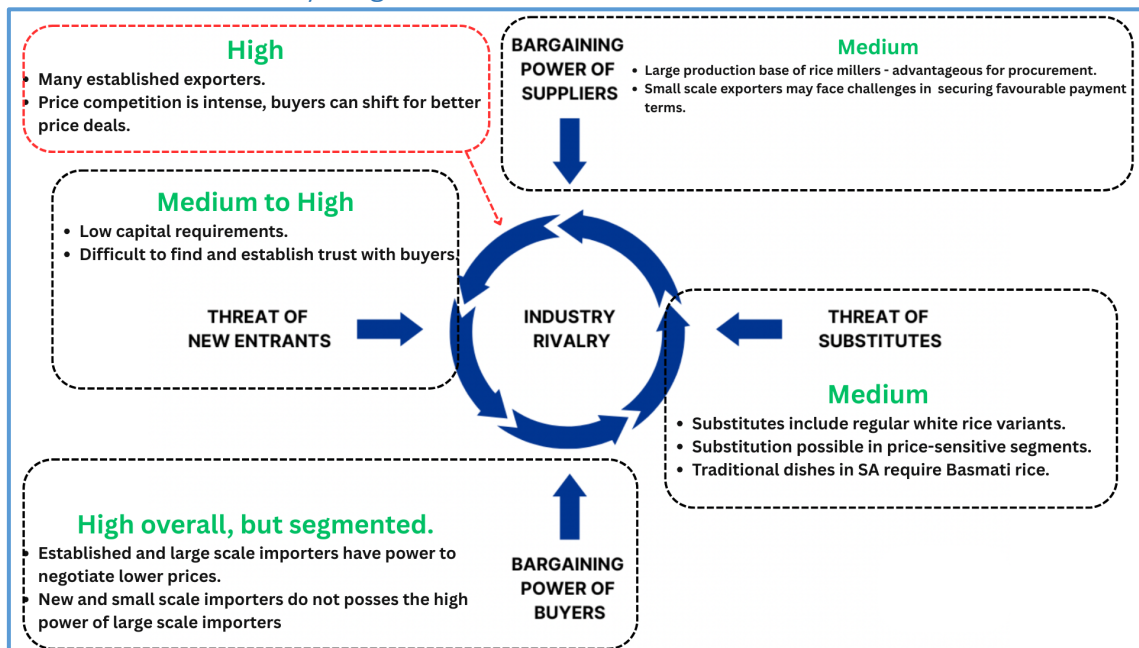 High
• Many established exporters.
• Price competition is intense, buyers can shift for better
price deals.
BARGAINING
POWER OF
SUPPLIERS
Medium
• Large production base of rice millers - advantageous for procurement.
• Small scale exporters may face challenges in securing favourable payment
terms.
Medium to High
• Low capital requirements.
• Difficult to find and establish trust with buyers.
THREAT OF
NEW ENTRANTS
INDUSTRY
RIVALRY
THREAT OF
SUBSTITUTES
Medium
• Substitutes include regular white rice variants.
• Substitution possible in price-sensitive segments.
• Traditional dishes in SA require Basmati rice.
High overall, but segmented.
• Established and large scale importers have power to
negotiate lower prices.
• New and small scale importers do not posses the high
power of large scale importers
BARGAINING
POWER OF
BUYERS